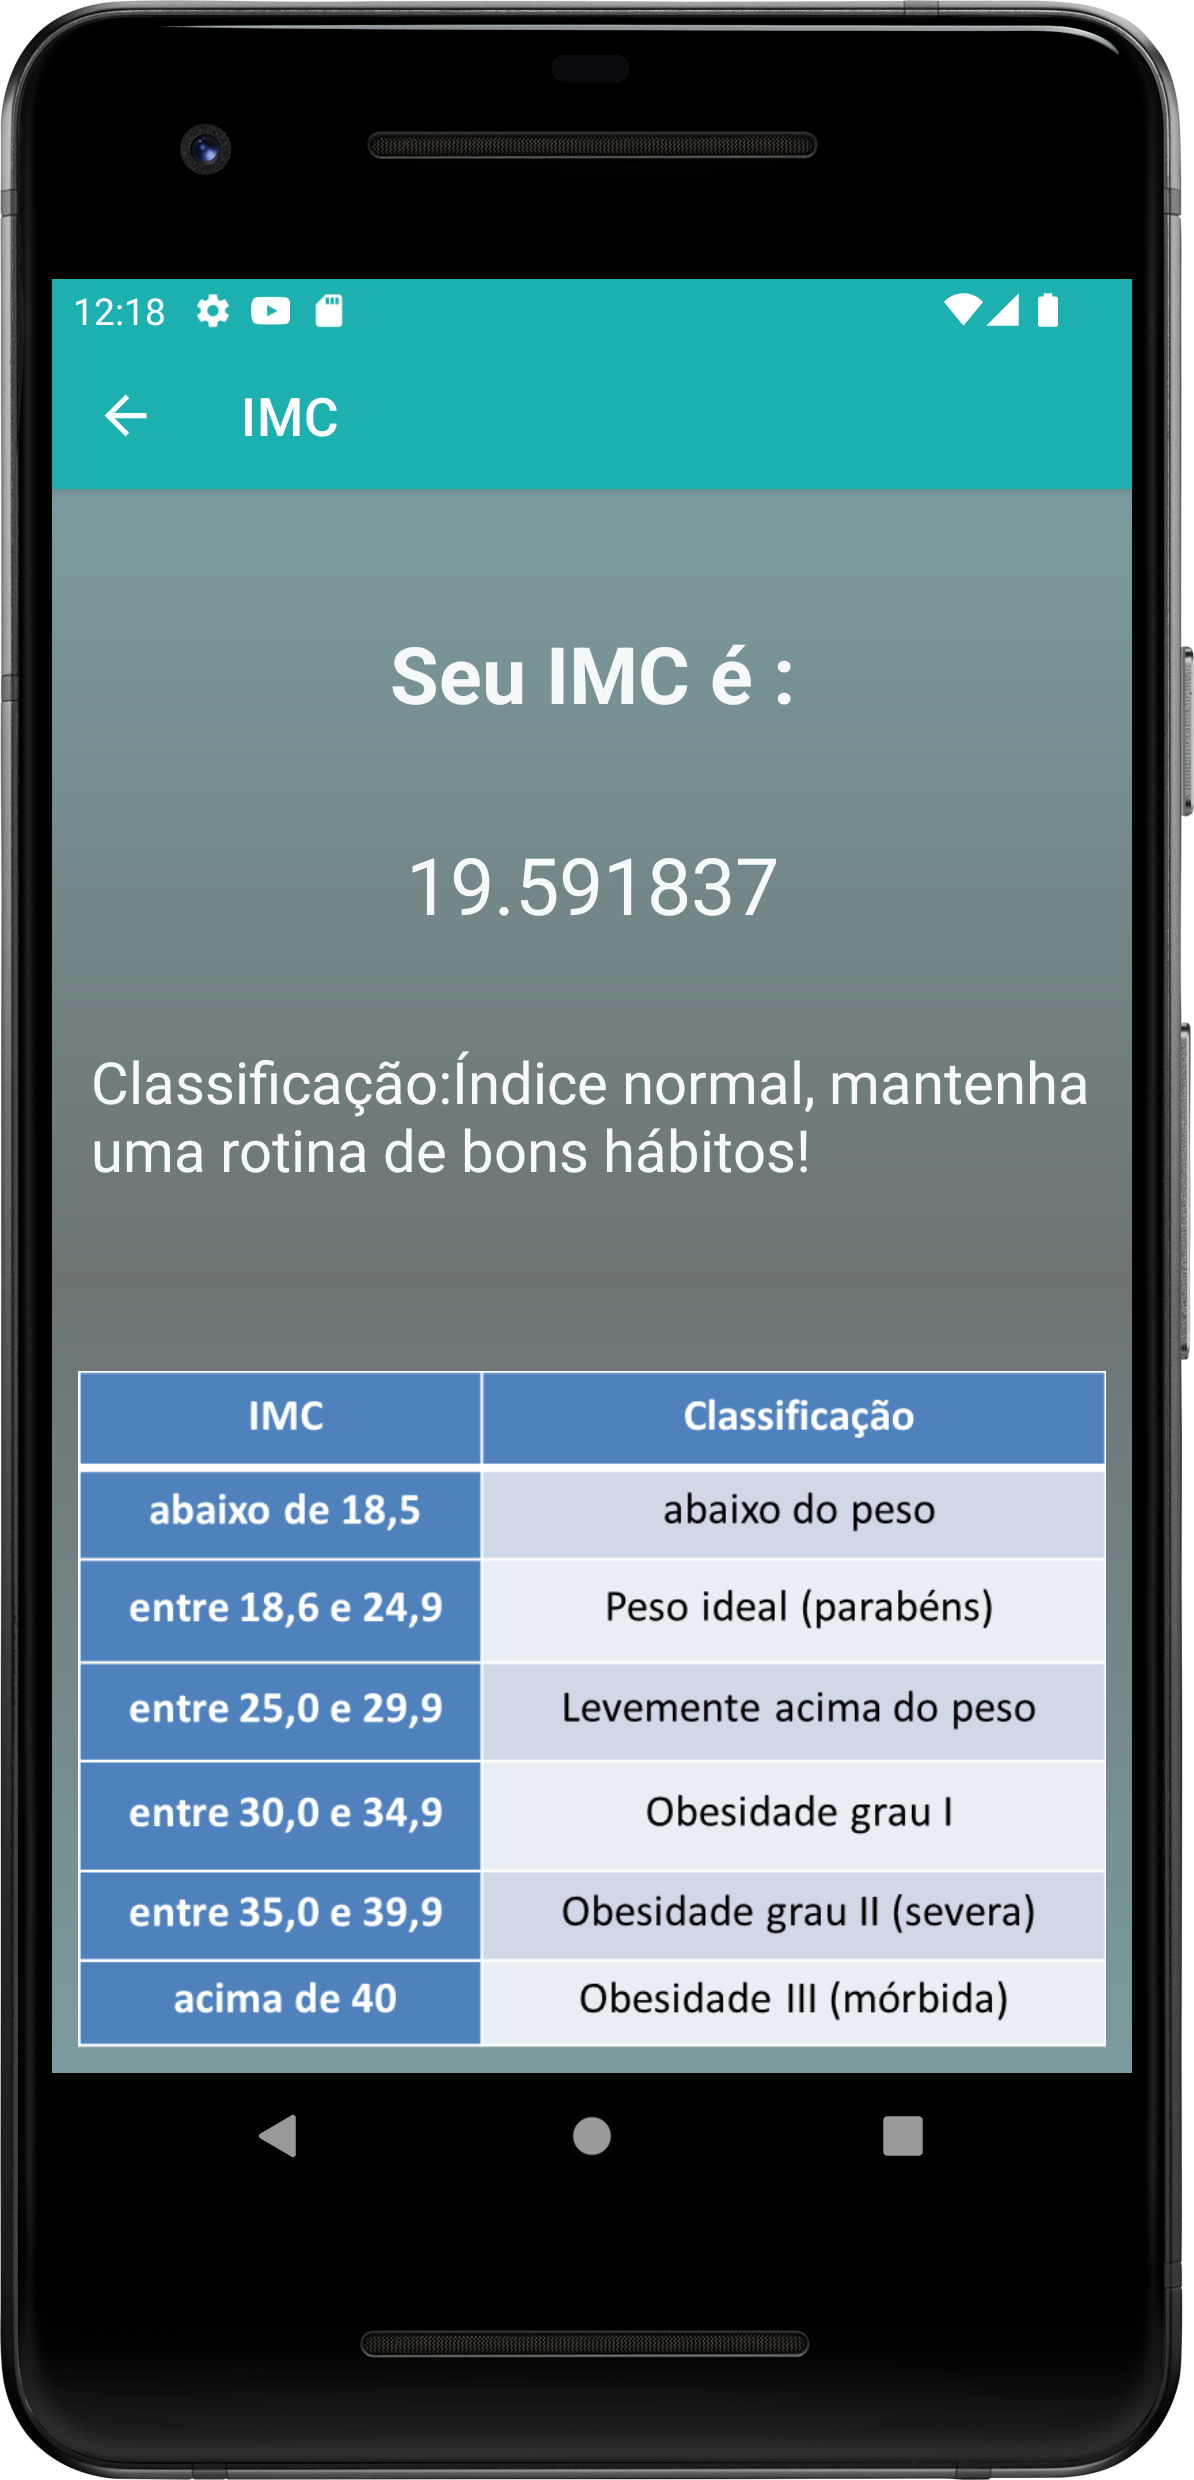 12:18
IMC
Seu IMC é :
19.591837
Classificação:Índice normal, mantenha
uma rotina de bons hábitos!
IMC Classificação
abaixo de 18,5 abaixo do peso
entre 18,6 e 24,9 Peso ideal (parabéns)
entre 25,0 e 29,9 Levemente acima do peso
entre 30,0 e 34,9 Obesidade grau I
entre 35,0 e 39,9 Obesidade grau II (severa)
acima de 40 Obesidade III (mórbida)